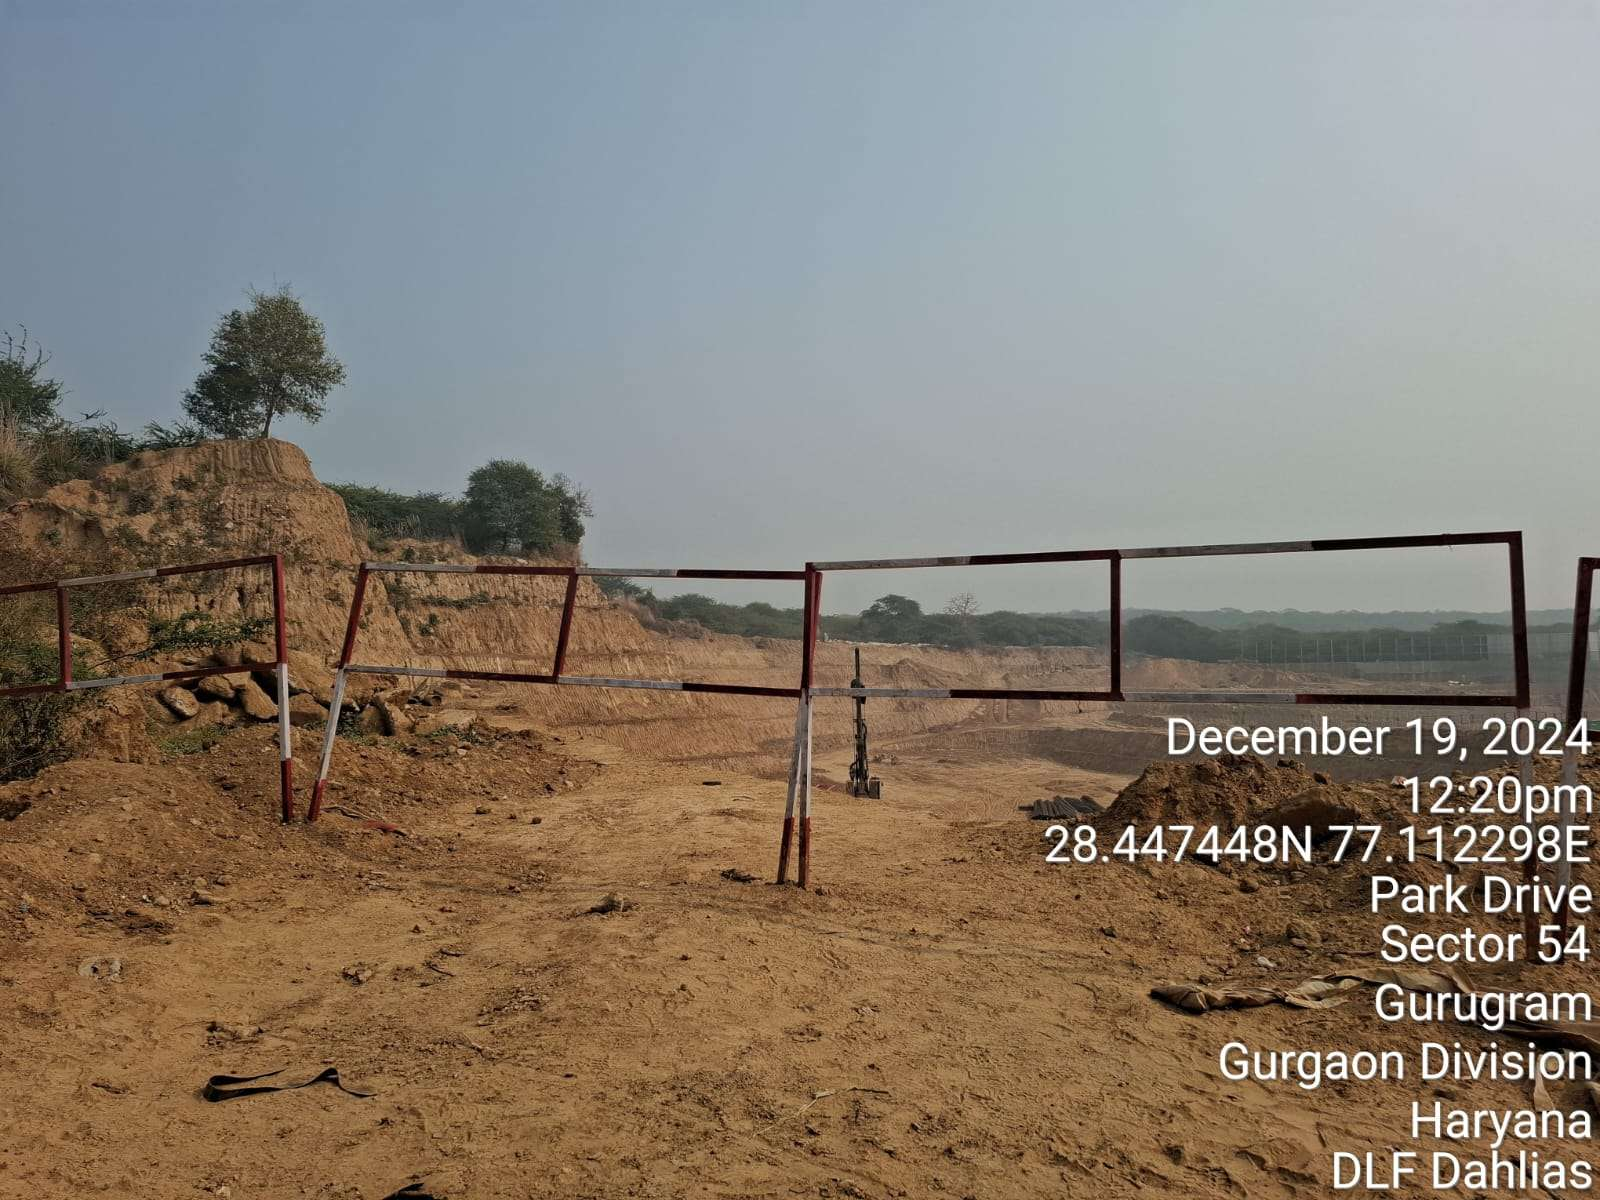 December 19, 2024
12:20pm
28.447448N 77.112298E
Park Drive
Sector 54
Gurugram
Gurgaon Division
Haryana
DLF Dahlias